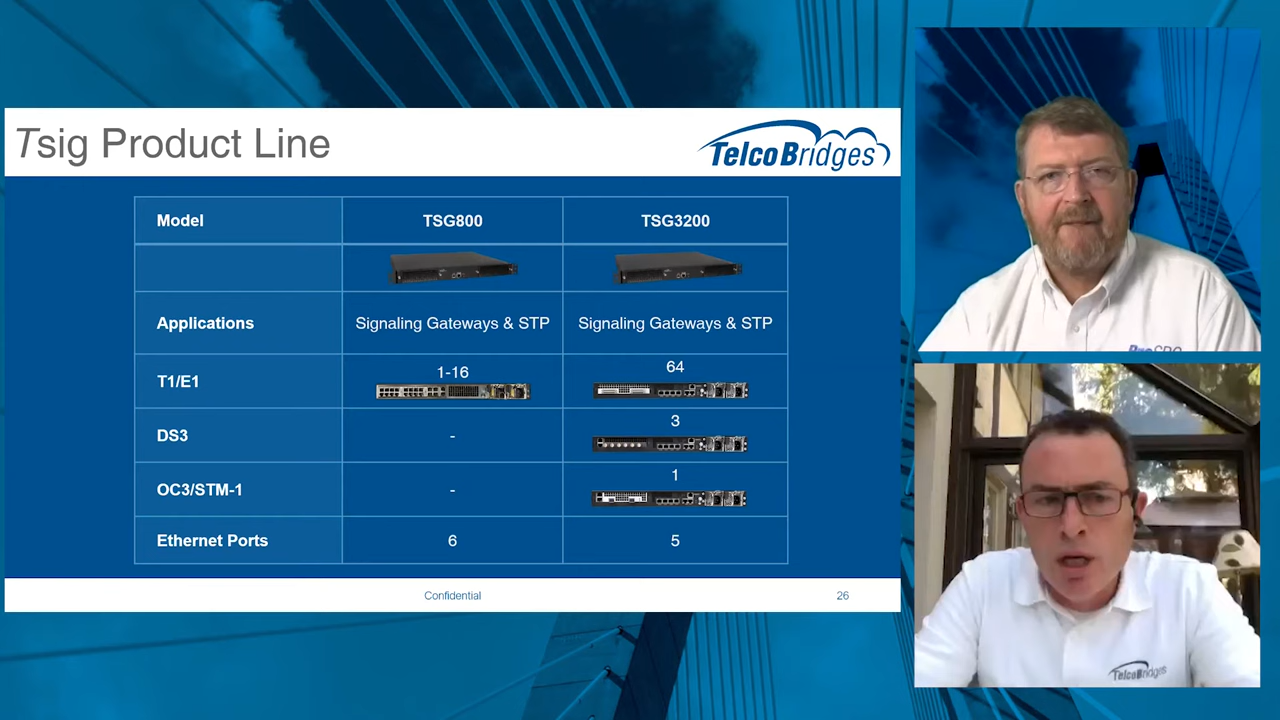 Tsig Product Line
TelcoBridges
Model TSG800 TSG3200
Applications Signaling Gateways & STP Signaling Gateways & STP
T1/E1 1-16 64
DS3 - 3
OC3/STM-1 - 1
Ethernet Ports 6 5
Confidential 26
ProSBC
TelcoBridges